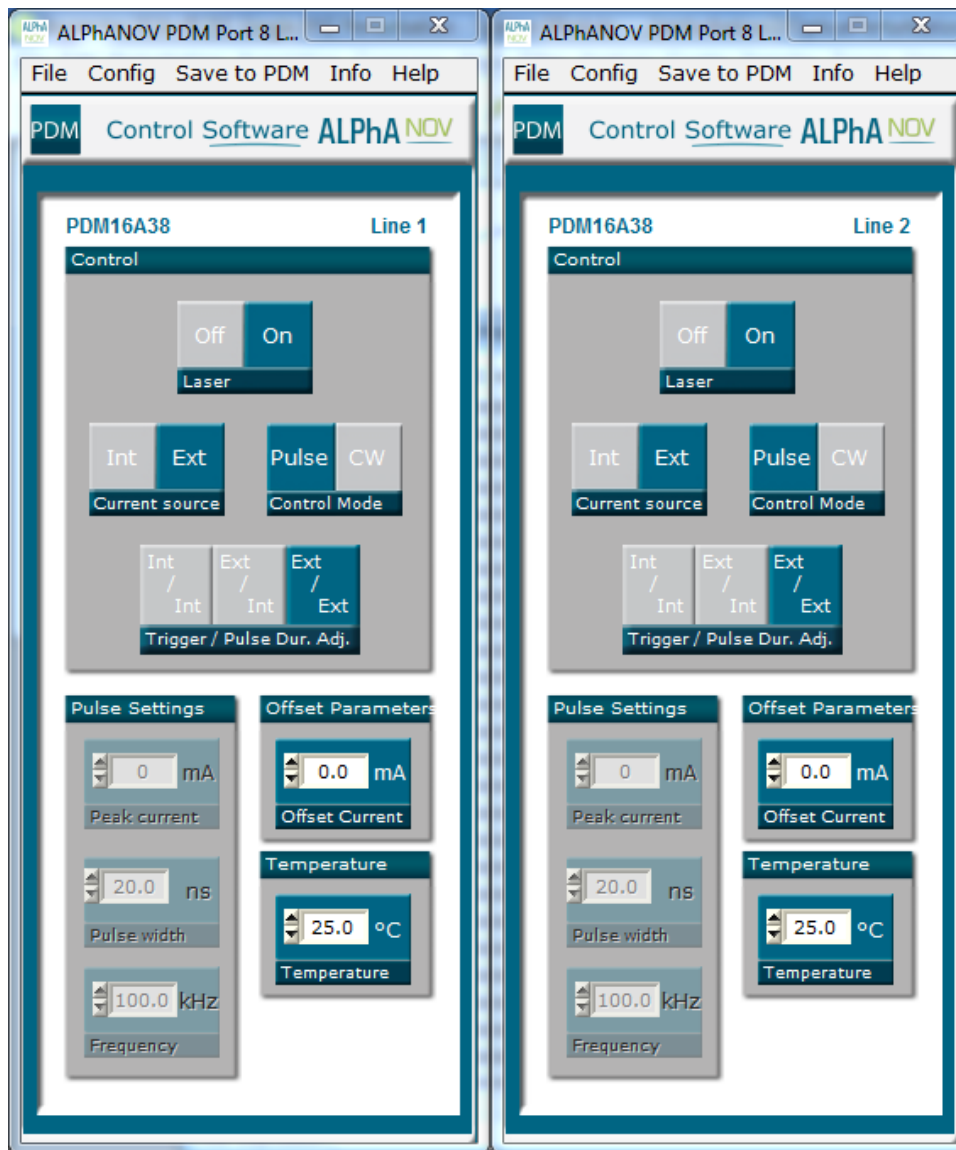 ALPhANOV PDM Port 8 L...
File Config Save to PDM Info Help
PDM Control Software ALPhANOV
PDM16A38 Line 1
Control
Off On
Laser
Int Ext
Current source
Pulse CW
Control Mode
Int / Int Ext / Int Ext / Ext
Trigger / Pulse Dur. Adj.
Pulse Settings
0 mA
Peak current
20.0 ns
Pulse width
100.0 kHz
Frequency
Offset Parameters
0.0 mA
Offset Current
Temperature
25.0 °C
Temperature
ALPhANOV PDM Port 8 L...
File Config Save to PDM Info Help
PDM Control Software ALPhANOV
PDM16A38 Line 2
Control
Off On
Laser
Int Ext
Current source
Pulse CW
Control Mode
Int / Int Ext / Int Ext / Ext
Trigger / Pulse Dur. Adj.
Pulse Settings
0 mA
Peak current
20.0 ns
Pulse width
100.0 kHz
Frequency
Offset Parameters
0.0 mA
Offset Current
Temperature
25.0 °C
Temperature